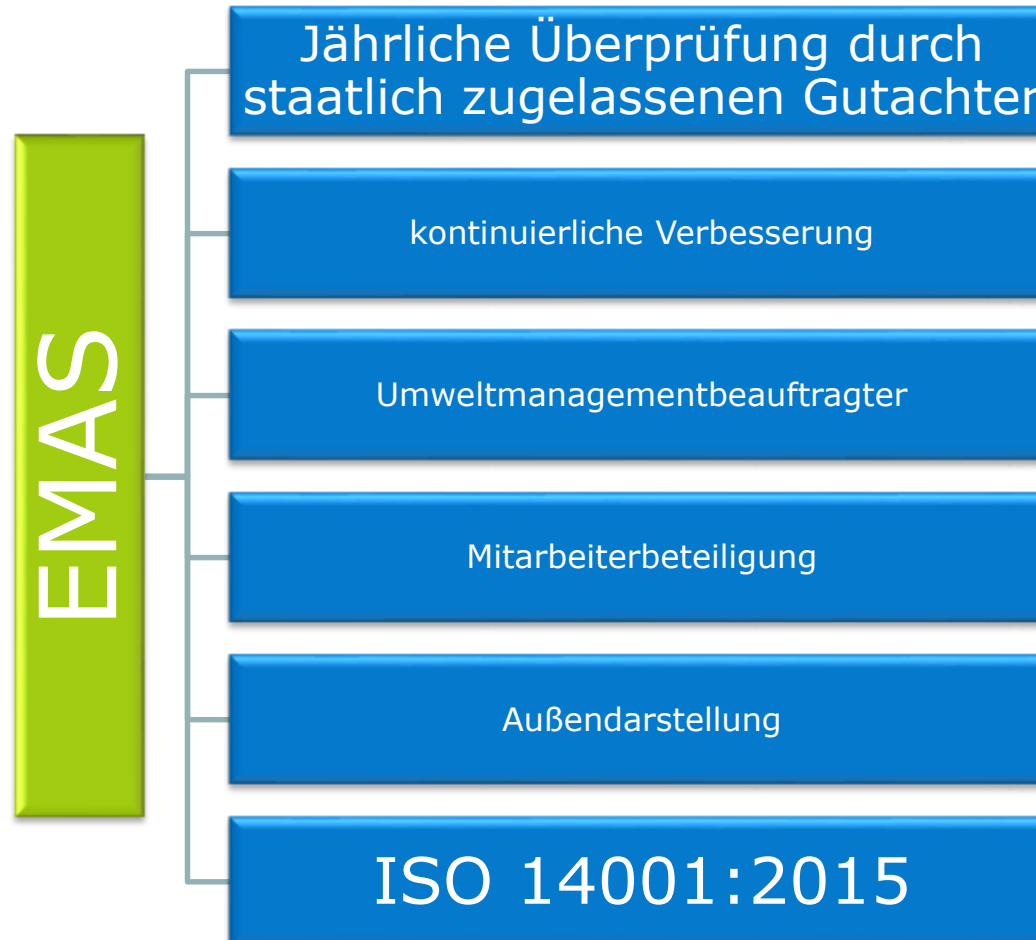 EMAS
Jährliche Überprüfung durch
staatlich zugelassenen Gutachter
kontinuierliche Verbesserung
Umweltmanagementbeauftragter
Mitarbeiterbeteiligung
Außendarstellung
ISO 14001:2015